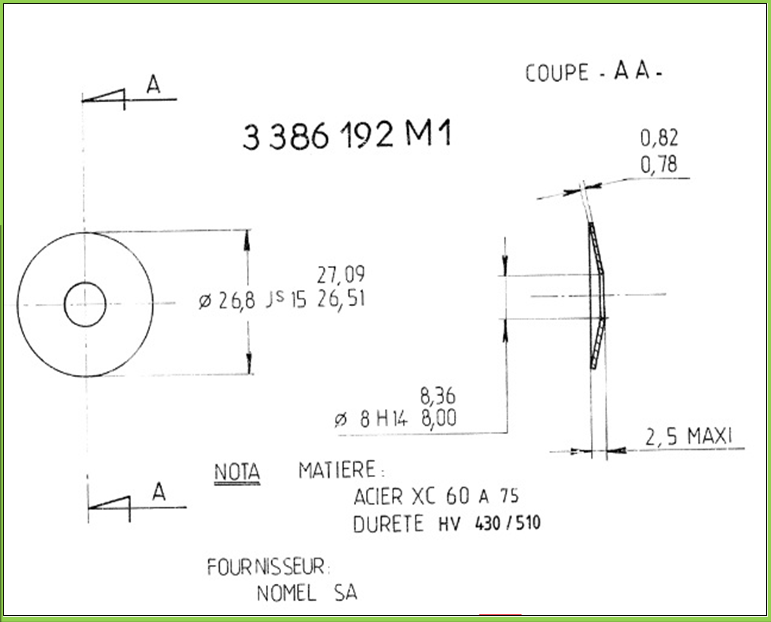 A
COUPE - A A -
3 386 192 M1
0,82
0,78
27,09
Ø 26,8 JS 15 26,51
8,36
Ø 8 H14 8,00
2,5 MAXI
NOTA MATIERE:
A
ACIER XC 60 A 75
DURETE HV 430/510
FOURNISSEUR:
NOMEL SA